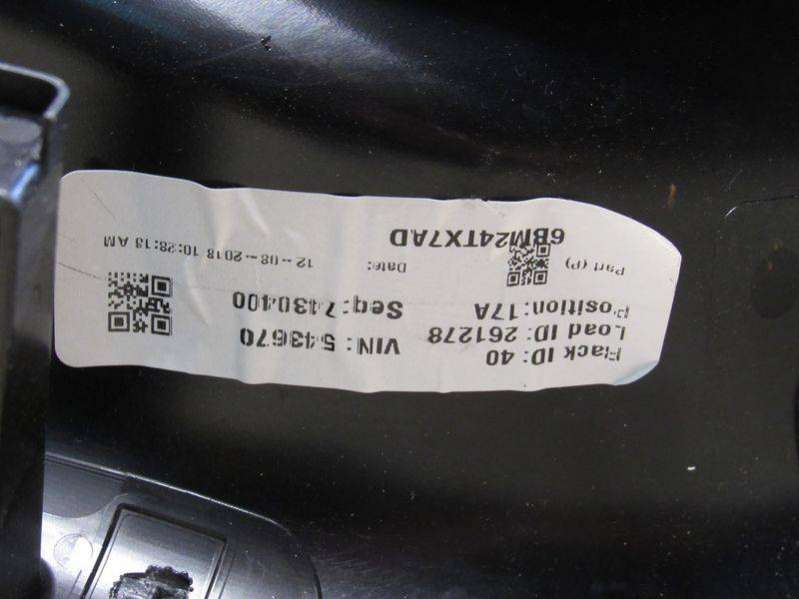 Rack ID: 40
Load ID: 261278
Position: 17A
VIN: 543670
Seq: 7430400
Part (P)
6BM24TX7AD
Date: 12-08-2018 10:28:13 AM